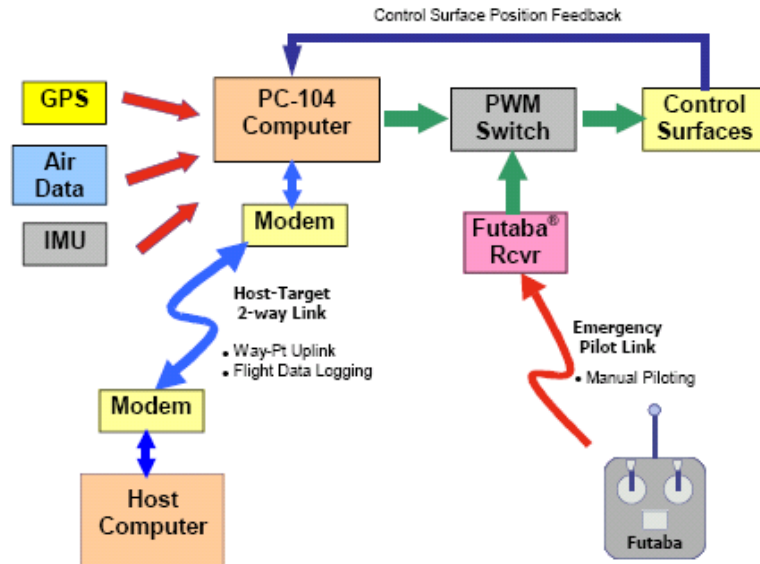 Control Surface Position Feedback
GPS
PC-104
Computer
PWM
Switch
Control
Surfaces
Air
Data
IMU
Modem
Futaba®
Rcvr
Host-Target
2-way Link
• Way-Pt Uplink
• Flight Data Logging
Emergency
Pilot Link
• Manual Piloting
Modem
Host
Computer
Futaba